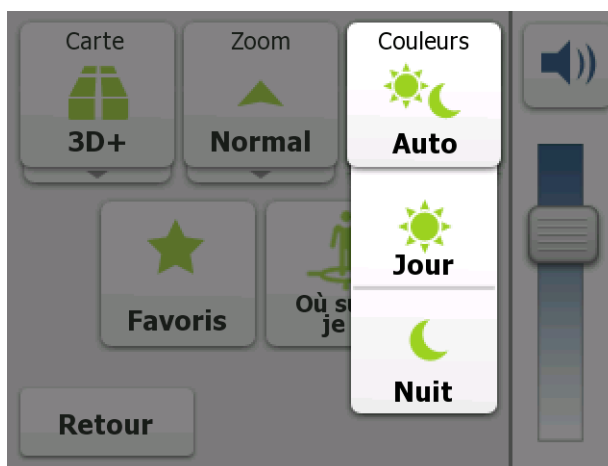 Carte
Zoom
Couleurs
3D+
Normal
Auto
Jour
Favoris
Où su
je
Nuit
Retour